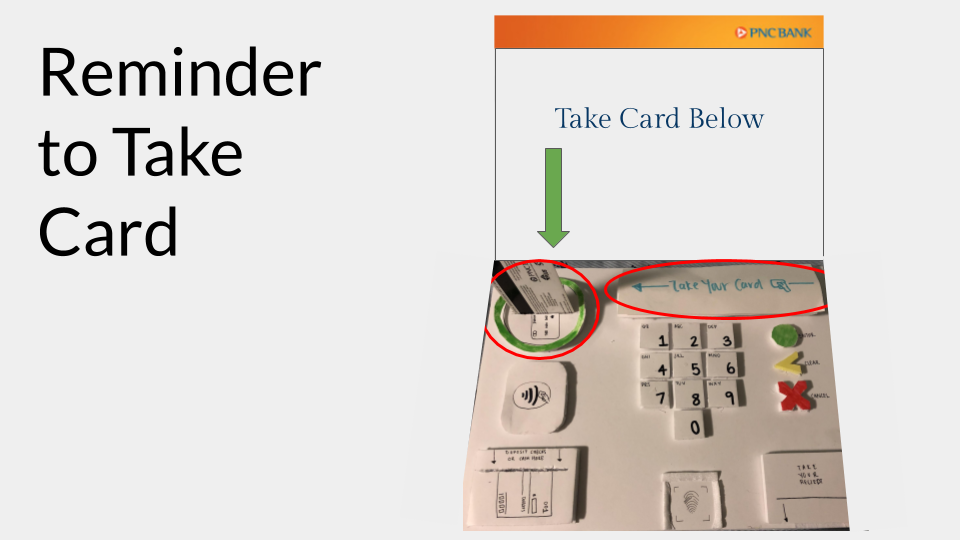 Reminder
to Take
Card
PNC BANK
Take Card Below
Take Your Card
1 2 3
ENTER
4 5 6
CLEAR
7 8 9
CANCEL
0
DEPOSIT CHECKS
OR CASH HERE
TAKE
YOUR